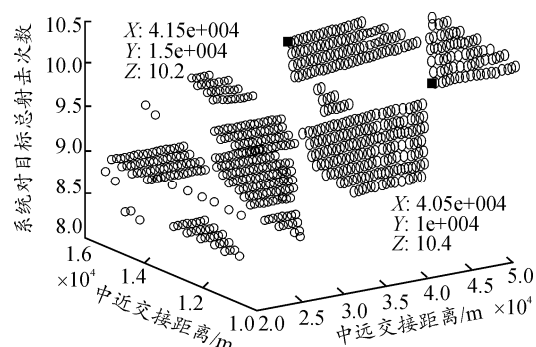 10.5
10.0
9.5
9.0
8.5
8.0
系统对目标总射击次数
X: 4.15e+004
Y: 1.5e+004
Z: 10.2
X: 4.05e+004
Y: 1e+004
Z: 10.4
1.6
1.4
1.2
1.0
×10⁴
中近交接距离/m
2.0
2.5
3.0
3.5
4.0
4.5
5.0
×10⁴
中远交接距离/m